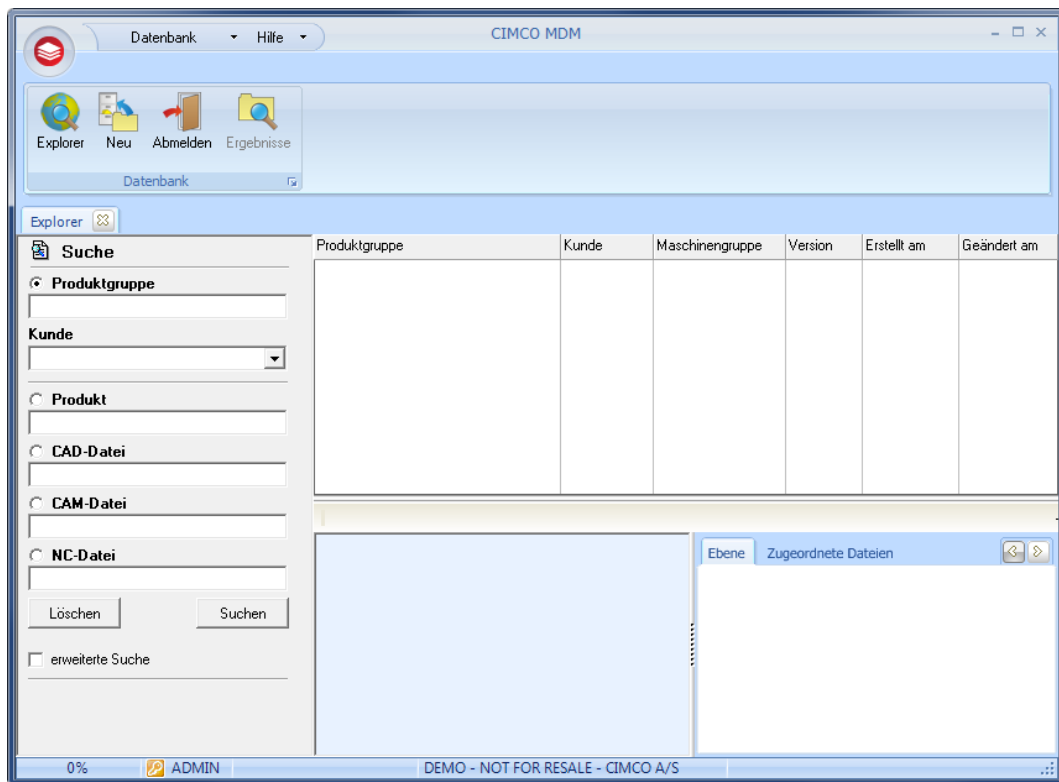 Datenbank Hilfe CIMCO MDM
Explorer Neu Abmelden Ergebnisse
Datenbank
Explorer
Suche
Produktgruppe
Kunde
Produkt
CAD-Datei
CAM-Datei
NC-Datei
Löschen Suchen
erweiterte Suche
Produktgruppe Kunde Maschinengruppe Version Erstellt am Geändert am
Ebene Zugeordnete Dateien
0% ADMIN DEMO - NOT FOR RESALE - CIMCO A/S